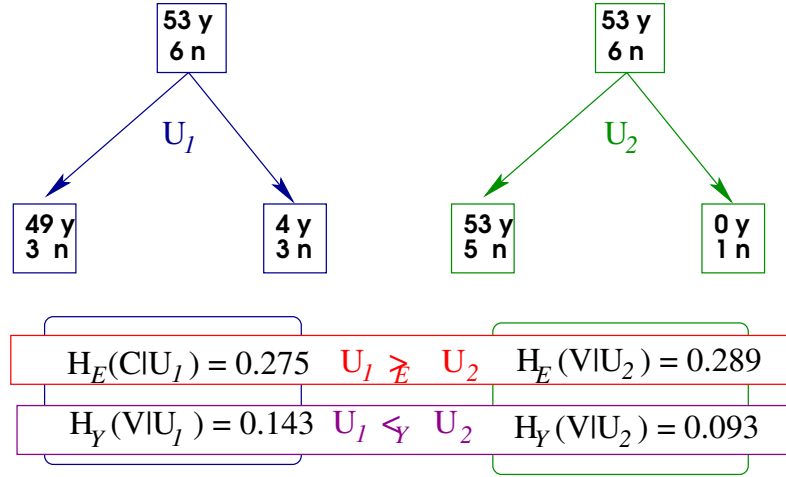 53 y
6 n
53 y
6 n
U1
U2
49 y
3 n
4 y
3 n
53 y
5 n
0 y
1 n
HE(C|U1) = 0.275 U1 ≥E U2 HE(V|U2) = 0.289
HY(V|U1) = 0.143 U1 <Y U2 HY(V|U2) = 0.093